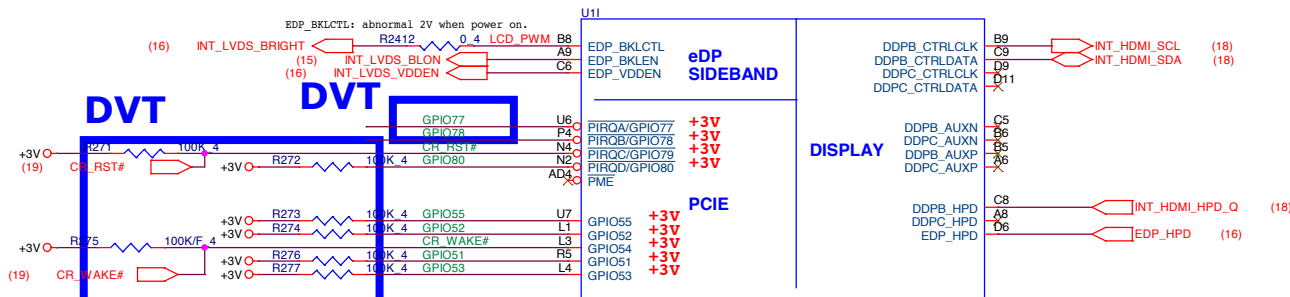 U1I
EDP_BKLCTL: abnormal 2V when power on.
(16) INT_LVDS_BRIGHT R2412 0_4 LCD_PWM B8 EDP_BKLCTL
(15) INT_LVDS_BLON A9 EDP_BKLEN
(16) INT_LVDS_VDDEN C6 EDP_VDDEN
eDP
SIDEBAND
B9 DDPB_CTRLCLK INT_HDMI_SCL (18)
C9 DDPB_CTRLDATA INT_HDMI_SDA (18)
D9 DDPC_CTRLCLK
D11 DDPC_CTRLDATA
DVT
DVT
GPIO77 U6 PIRQA/GPIO77 +3V
GPIO78 P4 PIRQB/GPIO78 +3V
+3V R271 100K_4 CR_RST# N4 PIRQC/GPIO79 +3V
(19) CR_RST# +3V R272 100K_4 GPIO80 N2 PIRQD/GPIO80 +3V
AD4 PME
DISPLAY
C5 DDPB_AUXN
B6 DDPC_AUXN
B5 DDPB_AUXP
A6 DDPC_AUXP
PCIE
+3V R273 100K_4 GPIO55 U7 GPIO55 +3V
+3V R274 100K_4 GPIO52 L1 GPIO52 +3V
+3V R275 100K/F_4 CR_WAKE# L3 GPIO54 +3V
+3V R276 100K_4 GPIO51 R5 GPIO51 +3V
(19) CR_WAKE# +3V R277 100K_4 GPIO53 L4 GPIO53 +3V
C8 DDPB_HPD INT_HDMI_HPD_Q (18)
A8 DDPC_HPD
D6 EDP_HPD EDP_HPD (16)